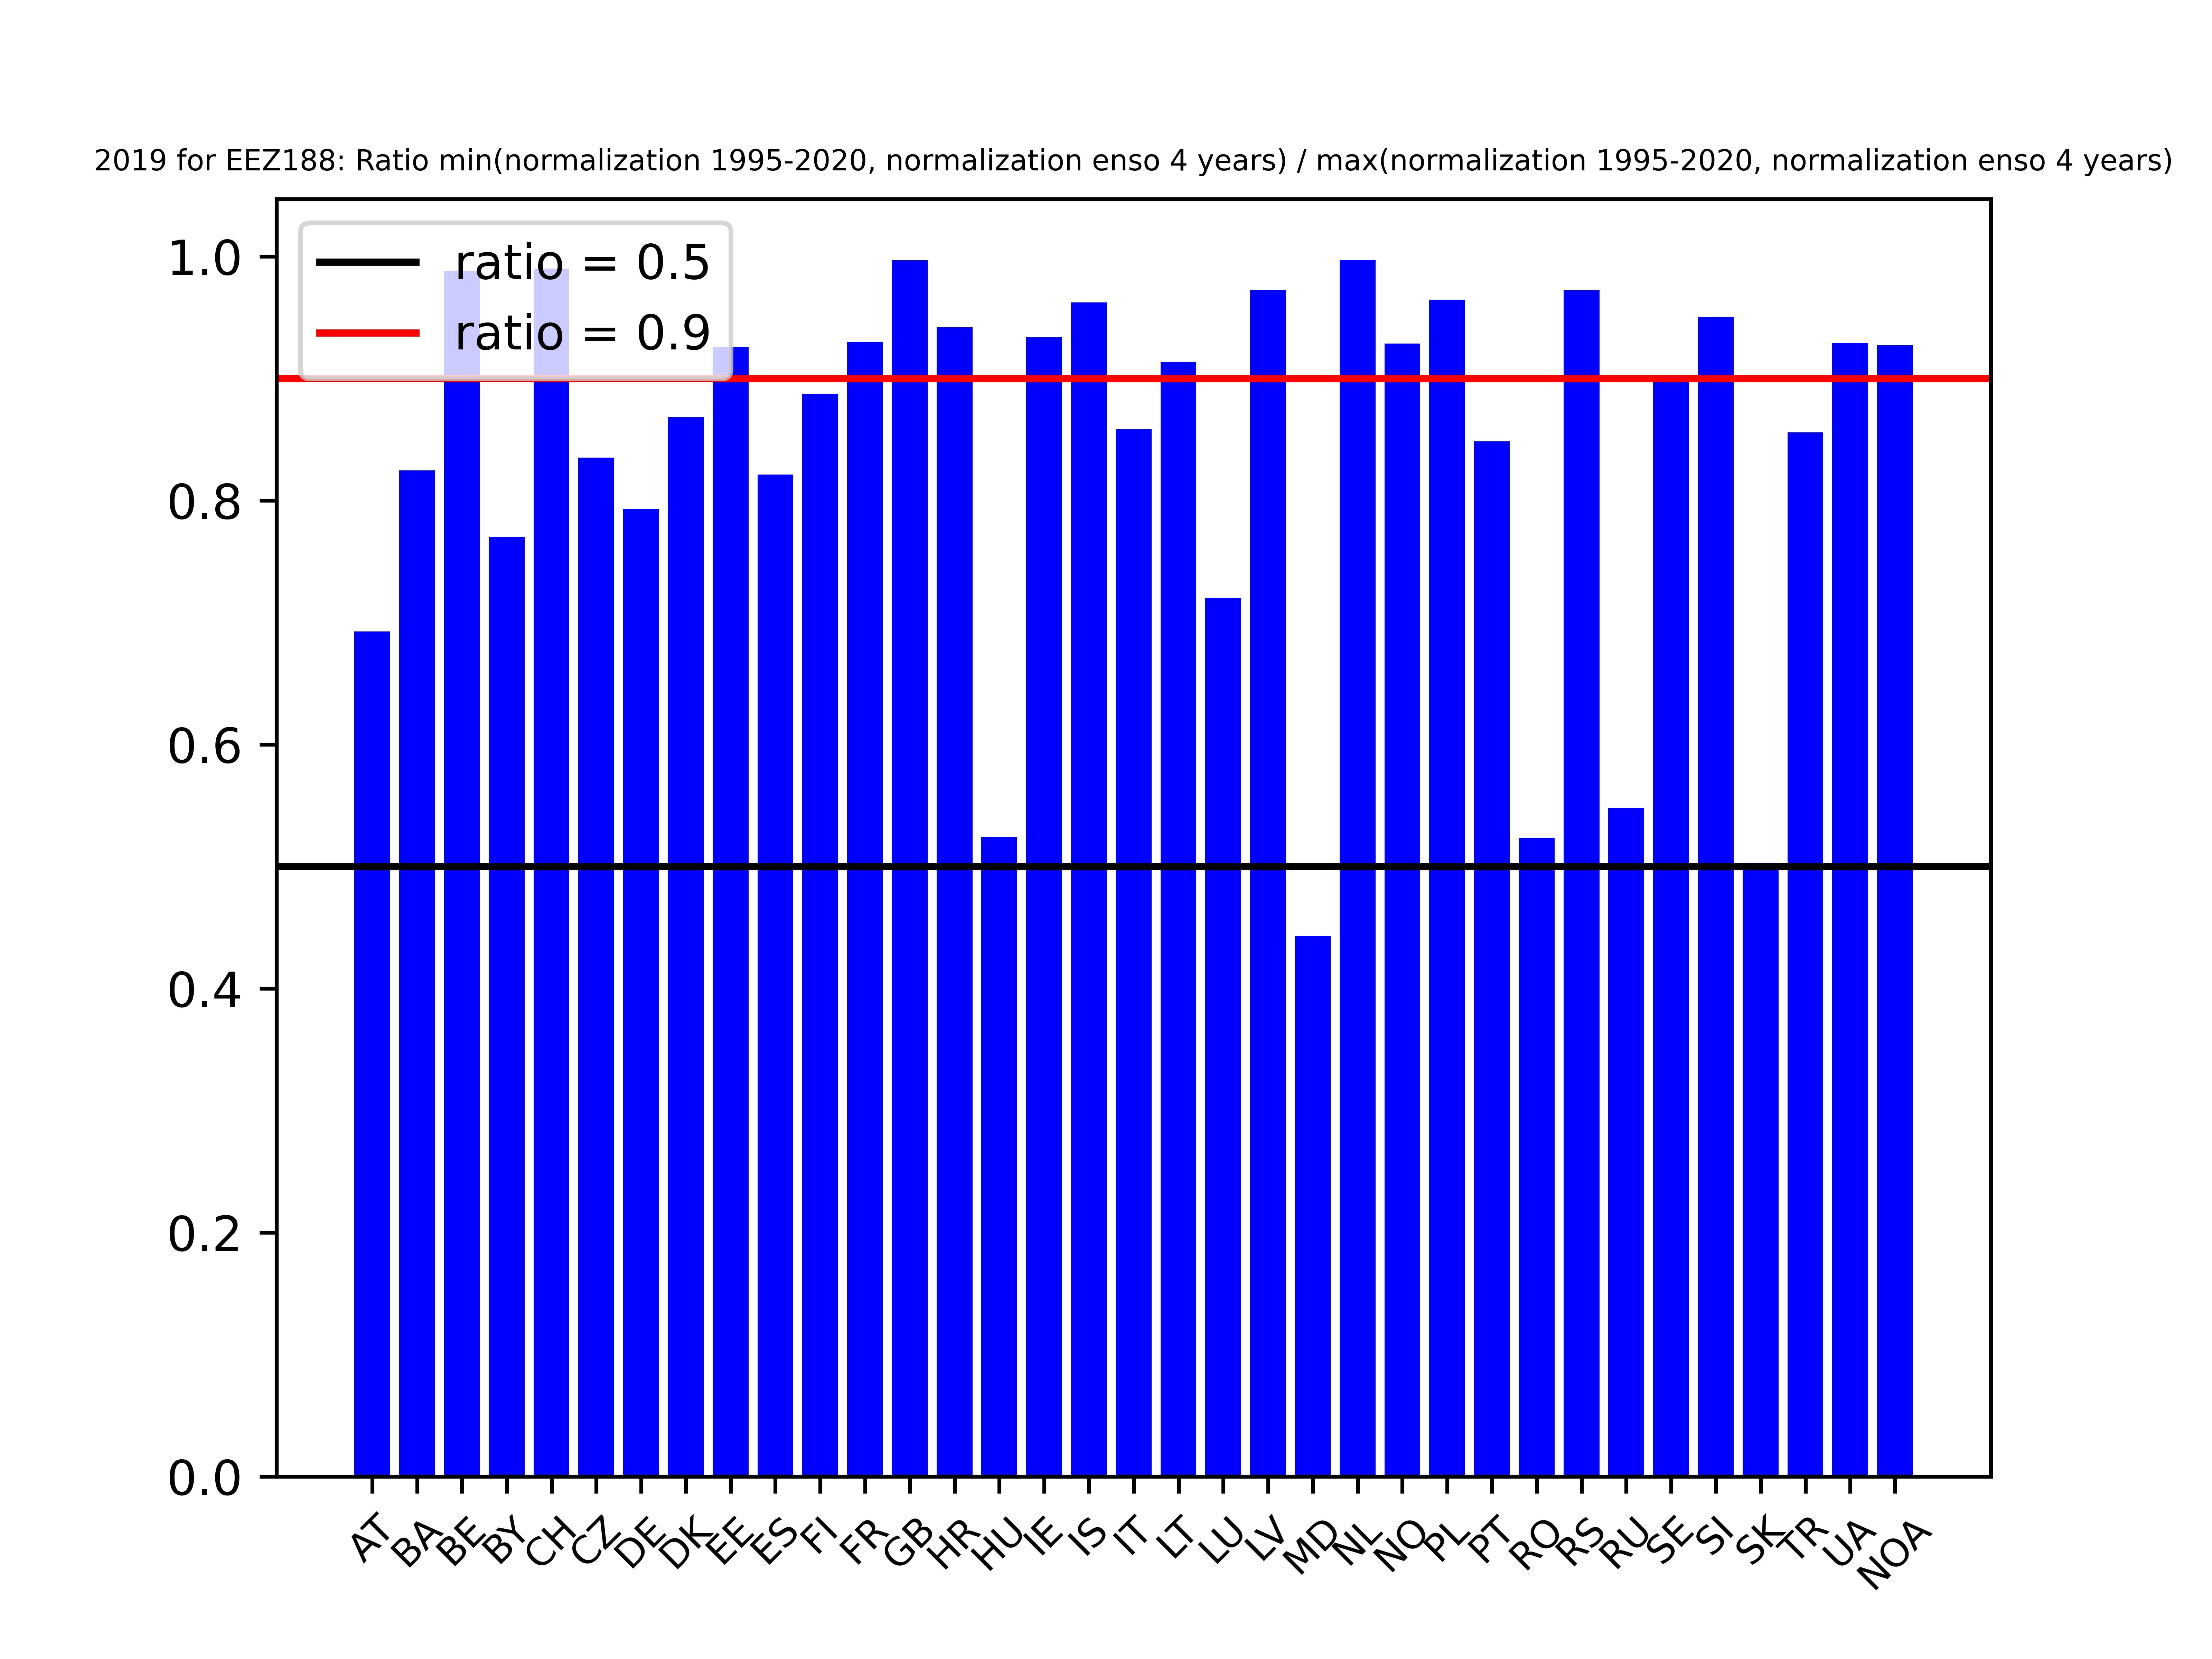 2019 for EEZ188: Ratio min(normalization 1995-2020, normalization enso 4 years) / max(normalization 1995-2020, normalization enso 4 years)
ratio = 0.5
ratio = 0.9
1.0
0.8
0.6
0.4
0.2
0.0
AT BA BE BY CH CZ DE DK EE ES FI FR GB HR HU IE IS IT LT LU LV MD NL NO PL PT RO RS RU SE SI SK TR UA NOA